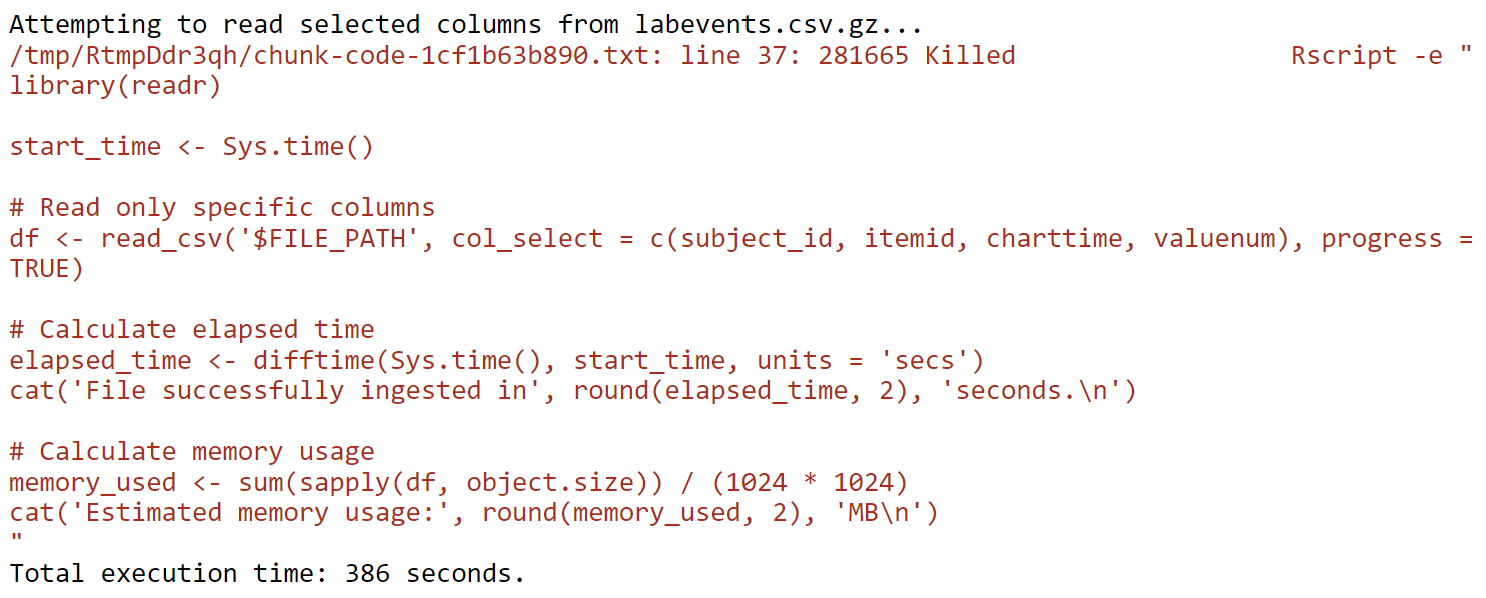 Attempting to read selected columns from labevents.csv.gz...
/tmp/RtmpDdr3qh/chunk-code-1cf1b63b890.txt: line 37: 281665 Killed                  Rscript -e "
library(readr)
start_time <- Sys.time()
# Read only specific columns
df <- read_csv('$FILE_PATH', col_select = c(subject_id, itemid, charttime, valuenum), progress =
TRUE)
# Calculate elapsed time
elapsed_time <- difftime(Sys.time(), start_time, units = 'secs')
cat('File successfully ingested in', round(elapsed_time, 2), 'seconds.\n')
# Calculate memory usage
memory_used <- sum(sapply(df, object.size)) / (1024 * 1024)
cat('Estimated memory usage:', round(memory_used, 2), 'MB\n')
"
Total execution time: 386 seconds.